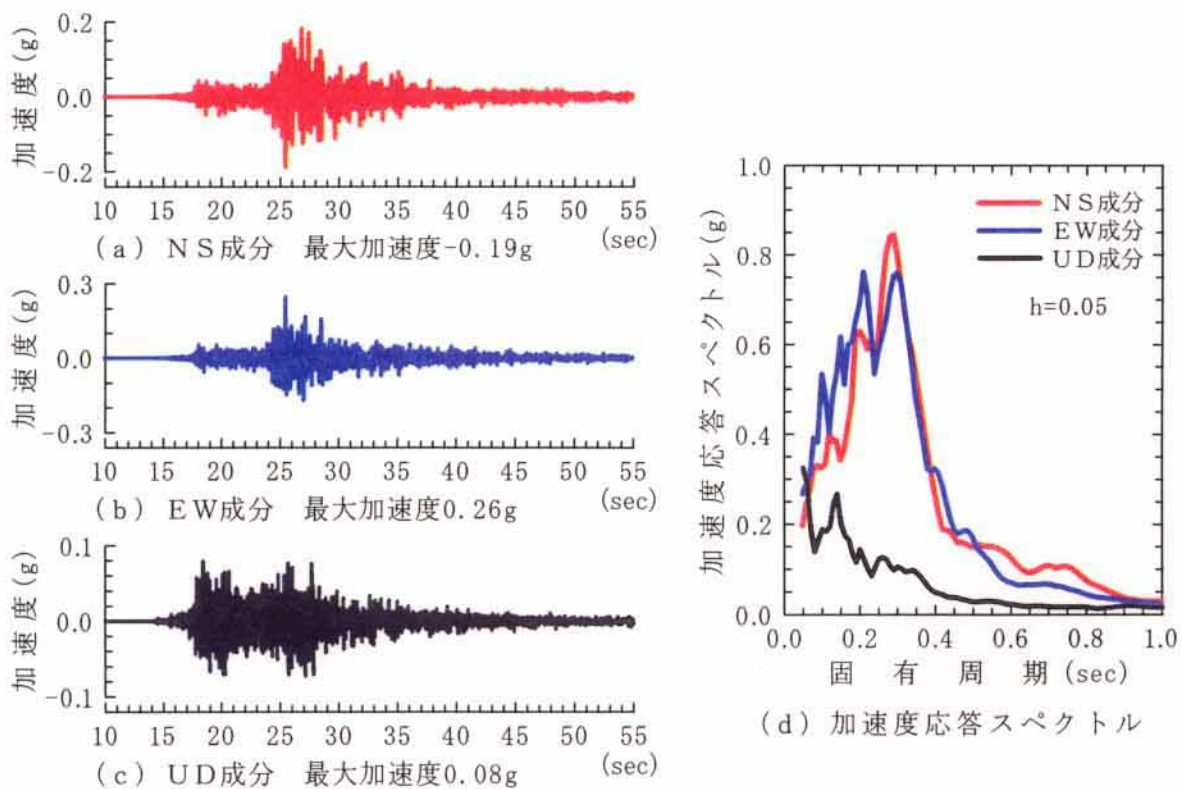 加速度(g)
0.2
0.0
-0.2
10 15 20 25 30 35 40 45 50 55
(sec)
(a) NS成分 最大加速度-0.19g
加速度(g)
0.3
0.0
-0.3
10 15 20 25 30 35 40 45 50 55
(sec)
(b) EW成分 最大加速度0.26g
加速度(g)
0.1
0.0
-0.1
10 15 20 25 30 35 40 45 50 55
(sec)
(c) UD成分 最大加速度0.08g
加速度応答スペクトル(g)
1.0
0.8
0.6
0.4
0.2
0.0
NS成分
EW成分
UD成分
h=0.05
0.0 0.2 0.4 0.6 0.8 1.0
固有周期(sec)
(d) 加速度応答スペクトル